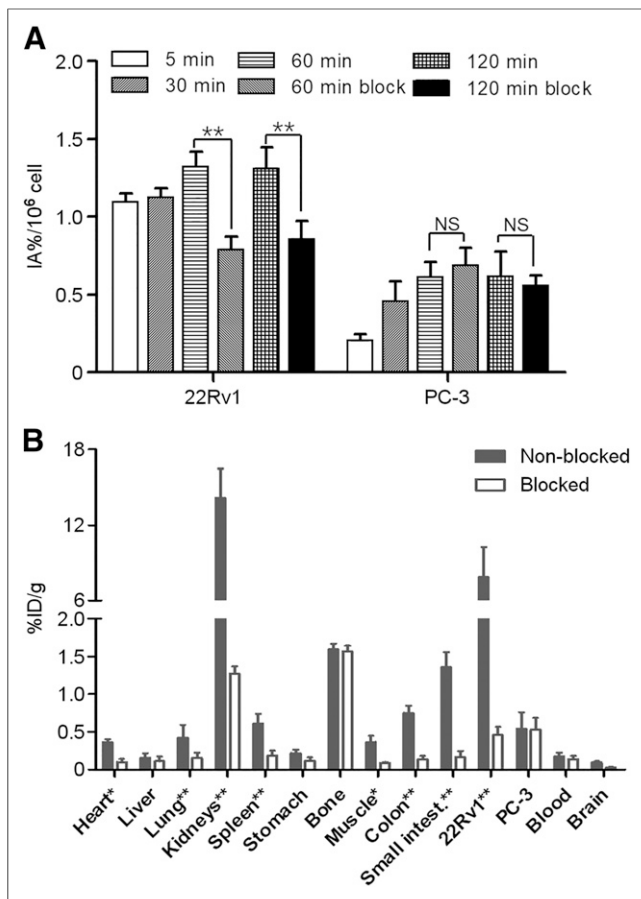 A
5 min 60 min 120 min
30 min 60 min block 120 min block
2.0
1.5
1.0
0.5
0
IA%/10⁶ cell
** ** NS NS
22Rv1 PC-3
B
18
12
6
2.0
1.5
1.0
0.5
0
%ID/g
Non-blocked
Blocked
Heart*
Liver
Lung**
Kidneys**
Spleen**
Stomach
Bone
Muscle*
Colon**
Small intest.**
22Rv1**
PC-3
Blood
Brain